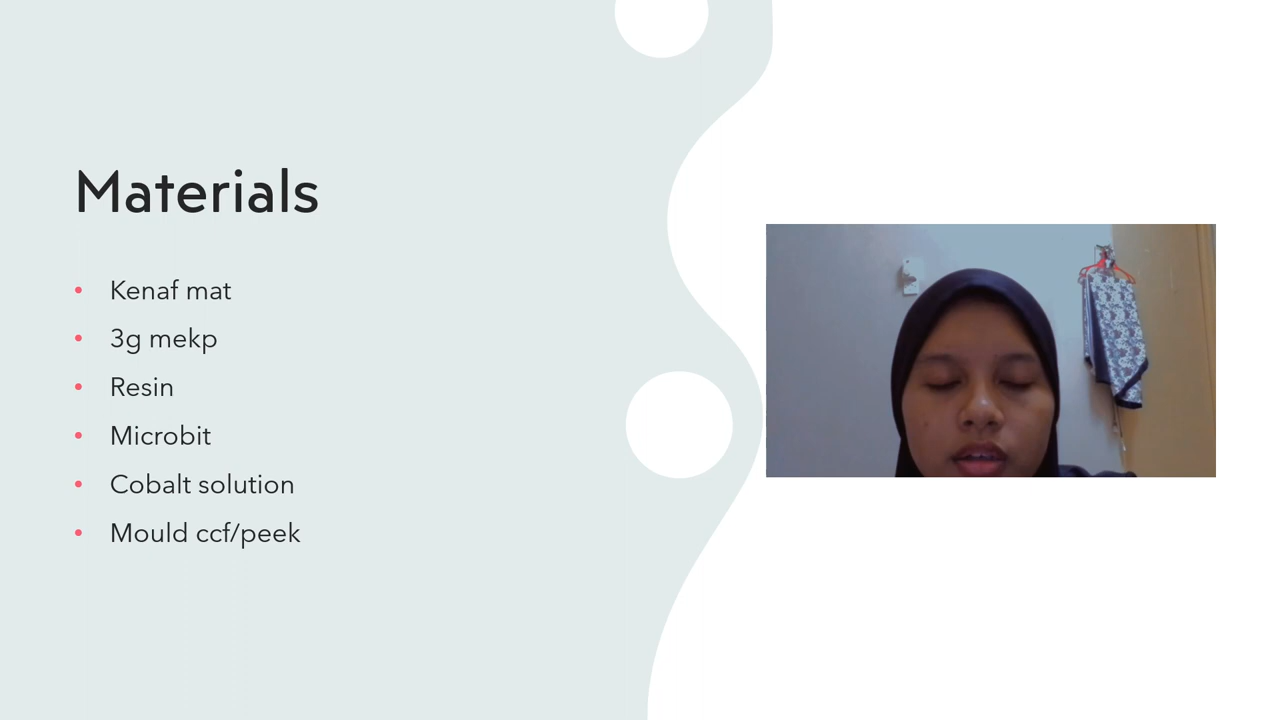 Materials
Kenaf mat
3g mekp
Resin
Microbit
Cobalt solution
Mould ccf/peek